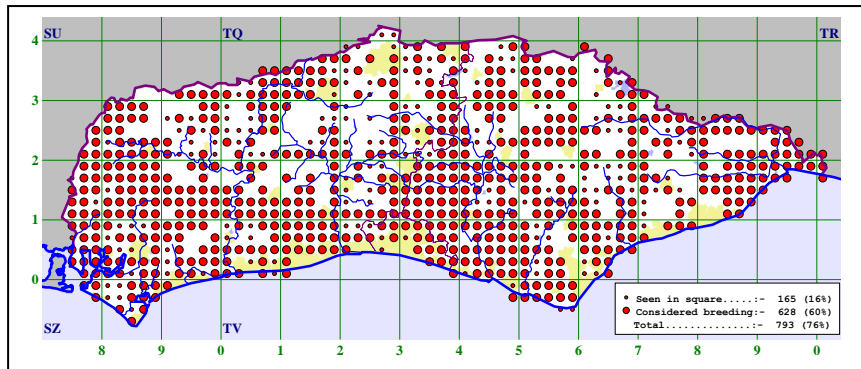 SU TQ TR
4
3
2
1
0
SZ TV
Seen in square.....:- 165 (16%)
Considered breeding:- 628 (60%)
Total..............:- 793 (76%)
8 9 0 1 2 3 4 5 6 7 8 9 0